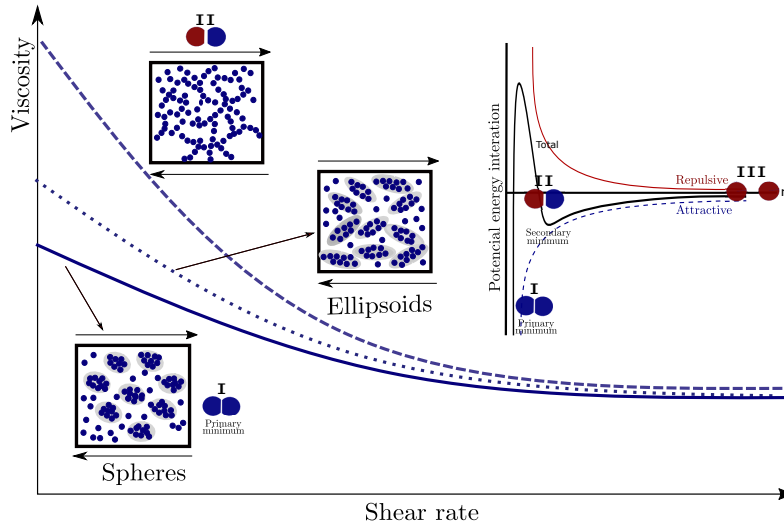 II
Viscosity
Ellipsoids
I
Primary
minimum
Spheres
Shear rate
Potencial energy interation
Total
Repulsive
III
II
Attractive
Secondary
minimum
I
Primary
minimum
r